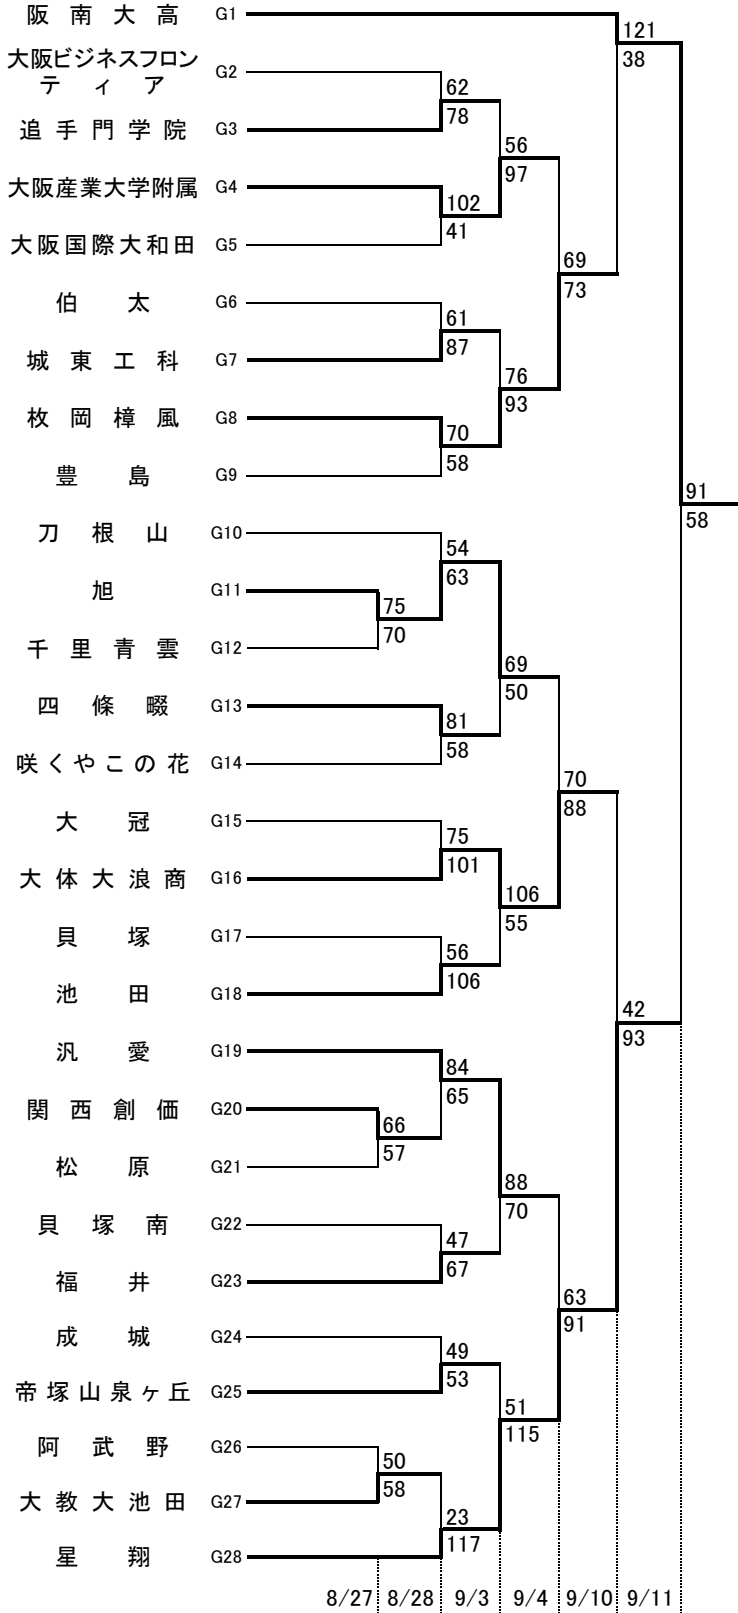 阪南大高 G1
121
38
大阪ビジネスフロン
ティア G2
62
78
追手門学院 G3
56
97
大阪産業大学附属 G4
102
41
大阪国際大和田 G5
69
73
伯太 G6
61
87
城東工科 G7
76
93
枚岡樟風 G8
70
58
豊島 G9
91
58
刀根山 G10
54
63
旭 G11
75
70
千里青雲 G12
69
50
四條畷 G13
81
58
咲くやこの花 G14
70
88
大冠 G15
75
101
大体大浪商 G16
106
55
貝塚 G17
56
106
池田 G18
42
93
汎愛 G19
84
65
関西創価 G20
66
57
松原 G21
88
70
貝塚南 G22
47
67
福井 G23
63
91
成城 G24
49
53
帝塚山泉ヶ丘 G25
51
115
阿武野 G26
50
58
大教大池田 G27
23
117
星翔 G28
8/27 8/28 9/3 9/4 9/10 9/11